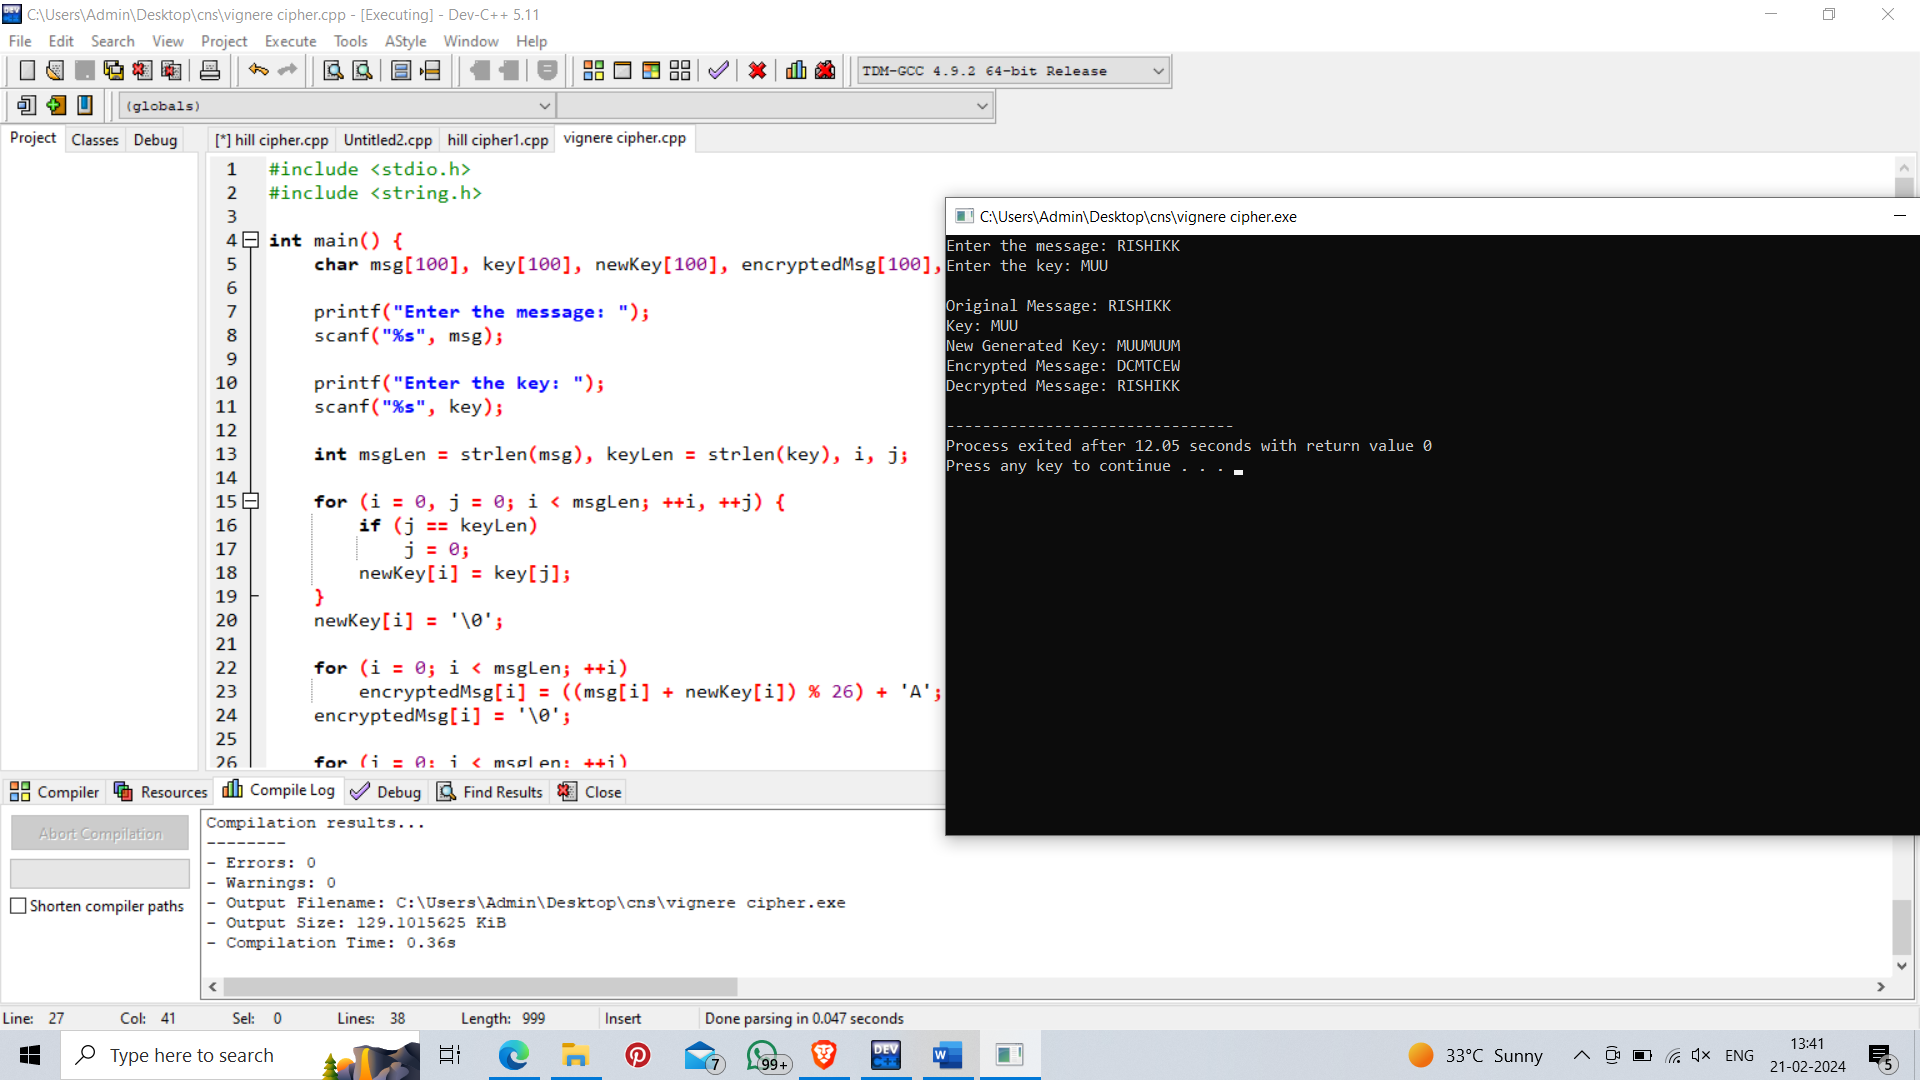 C:\Users\Admin\Desktop\cns\vignere cipher.cpp - [Executing] - Dev-C++ 5.11
File Edit Search View Project Execute Tools AStyle Window Help
TDM-GCC 4.9.2 64-bit Release
(globals)
Project Classes Debug
[*] hill cipher.cpp Untitled2.cpp hill cipher1.cpp vignere cipher.cpp
1 #include <stdio.h>
2 #include <string.h>
3
4 int main() {
5 char msg[100], key[100], newKey[100], encryptedMsg[100],
6
7 printf("Enter the message: ");
8 scanf("%s", msg);
9
10 printf("Enter the key: ");
11 scanf("%s", key);
12
13 int msgLen = strlen(msg), keyLen = strlen(key), i, j;
14
15 for (i = 0, j = 0; i < msgLen; ++i, ++j) {
16 if (j == keyLen)
17 j = 0;
18 newKey[i] = key[j];
19 }
20 newKey[i] = '\0';
21
22 for (i = 0; i < msgLen; ++i)
23 encryptedMsg[i] = ((msg[i] + newKey[i]) % 26) + 'A';
24 encryptedMsg[i] = '\0';
25
26 for (i = 0; i < msgLen; ++i)
C:\Users\Admin\Desktop\cns\vignere cipher.exe
Enter the message: RISHIKK
Enter the key: MUU
Original Message: RISHIKK
Key: MUU
New Generated Key: MUUMUUM
Encrypted Message: DCMTCEW
Decrypted Message: RISHIKK
--------------------------------
Process exited after 12.05 seconds with return value 0
Press any key to continue . . .
Compiler Resources Compile Log Debug Find Results Close
Abort Compilation
Shorten compiler paths
Compilation results...
--------
- Errors: 0
- Warnings: 0
- Output Filename: C:\Users\Admin\Desktop\cns\vignere cipher.exe
- Output Size: 129.1015625 KiB
- Compilation Time: 0.36s
Line: 27 Col: 41 Sel: 0 Lines: 38 Length: 999 Insert Done parsing in 0.047 seconds
Type here to search
7
99+
DEV C++
W
33°C Sunny
ENG
13:41
21-02-2024
5